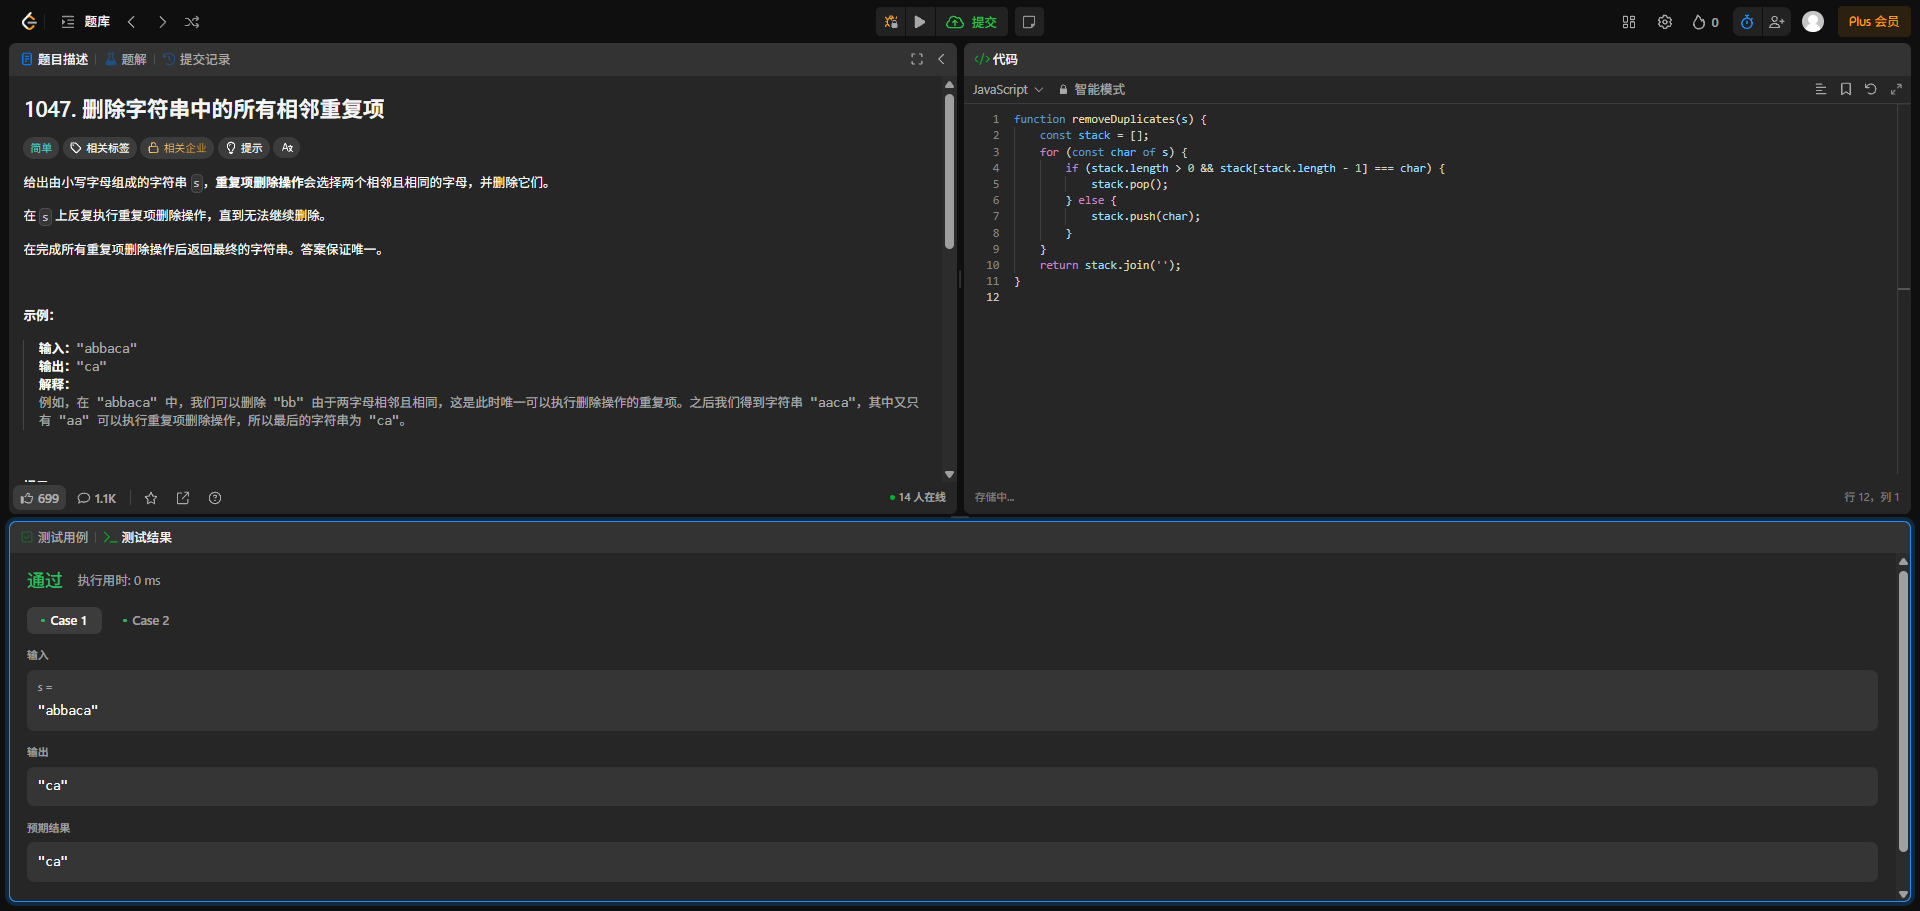 题库
提交
0
Plus 会员
题目描述
题解
提交记录
1047. 删除字符串中的所有相邻重复项
简单
相关标签
相关企业
提示
给出由小写字母组成的字符串 s，重复项删除操作会选择两个相邻且相同的字母，并删除它们。
在 s 上反复执行重复项删除操作，直到无法继续删除。
在完成所有重复项删除操作后返回最终的字符串。答案保证唯一。
示例：
输入："abbaca"
输出："ca"
解释：
例如，在 "abbaca" 中，我们可以删除 "bb" 由于两字母相邻且相同，这是此时唯一可以执行删除操作的重复项。之后我们得到字符串 "aaca"，其中又只
有 "aa" 可以执行重复项删除操作，所以最后的字符串为 "ca"。
699
1.1K
14 人在线
</> 代码
JavaScript
智能模式
1 function removeDuplicates(s) {
2 const stack = [];
3 for (const char of s) {
4 if (stack.length > 0 && stack[stack.length - 1] === char) {
5 stack.pop();
6 } else {
7 stack.push(char);
8 }
9 }
10 return stack.join('');
11 }
12
存储中...
行 12，列 1
测试用例
测试结果
通过
执行用时: 0 ms
Case 1
Case 2
输入
s =
"abbaca"
输出
"ca"
预期结果
"ca"